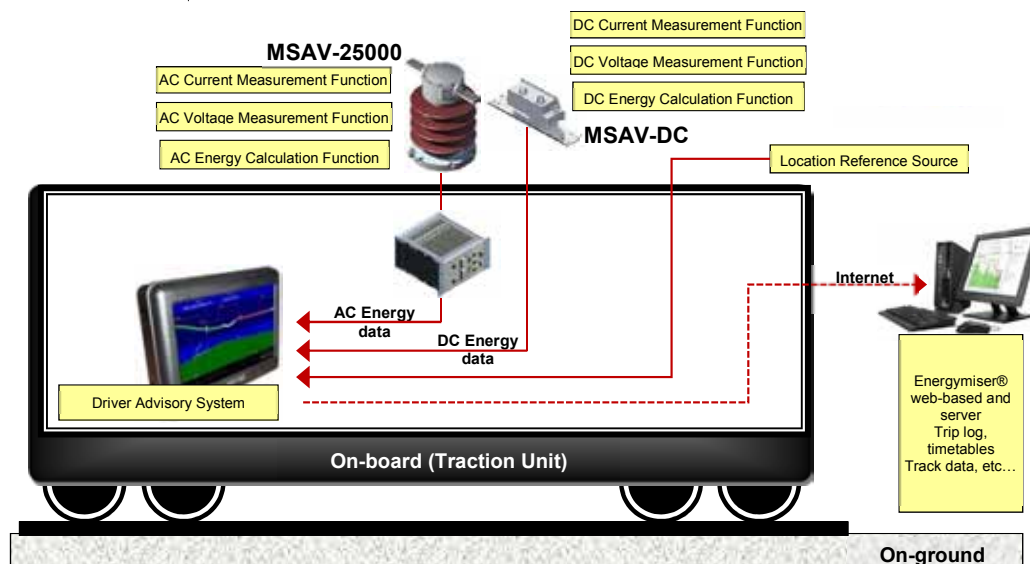 MSAV-25000
AC Current Measurement Function
AC Voltage Measurement Function
AC Energy Calculation Function
DC Current Measurement Function
DC Voltage Measurement Function
DC Energy Calculation Function
MSAV-DC
Location Reference Source
Internet
AC Energy
data
DC Energy
data
Driver Advisory System
Energymiser®
web-based and
server
Trip log,
timetables
Track data, etc…
On-board (Traction Unit)
On-ground